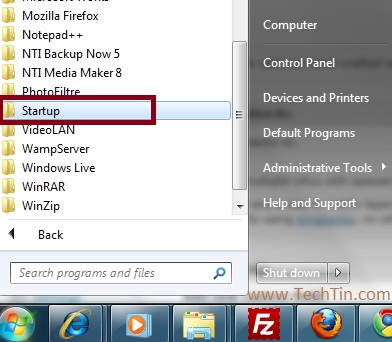 Mozilla Firefox
Notepad++
NTI Backup Now 5
NTI Media Maker 8
PhotoFiltre
Startup
VideoLAN
WampServer
Windows Live
WinRAR
WinZip
Back
Search programs and files
Computer
Control Panel
Devices and Printers
Default Programs
Administrative Tools
Help and Support
Shut down
www.TechTin.com
Fz